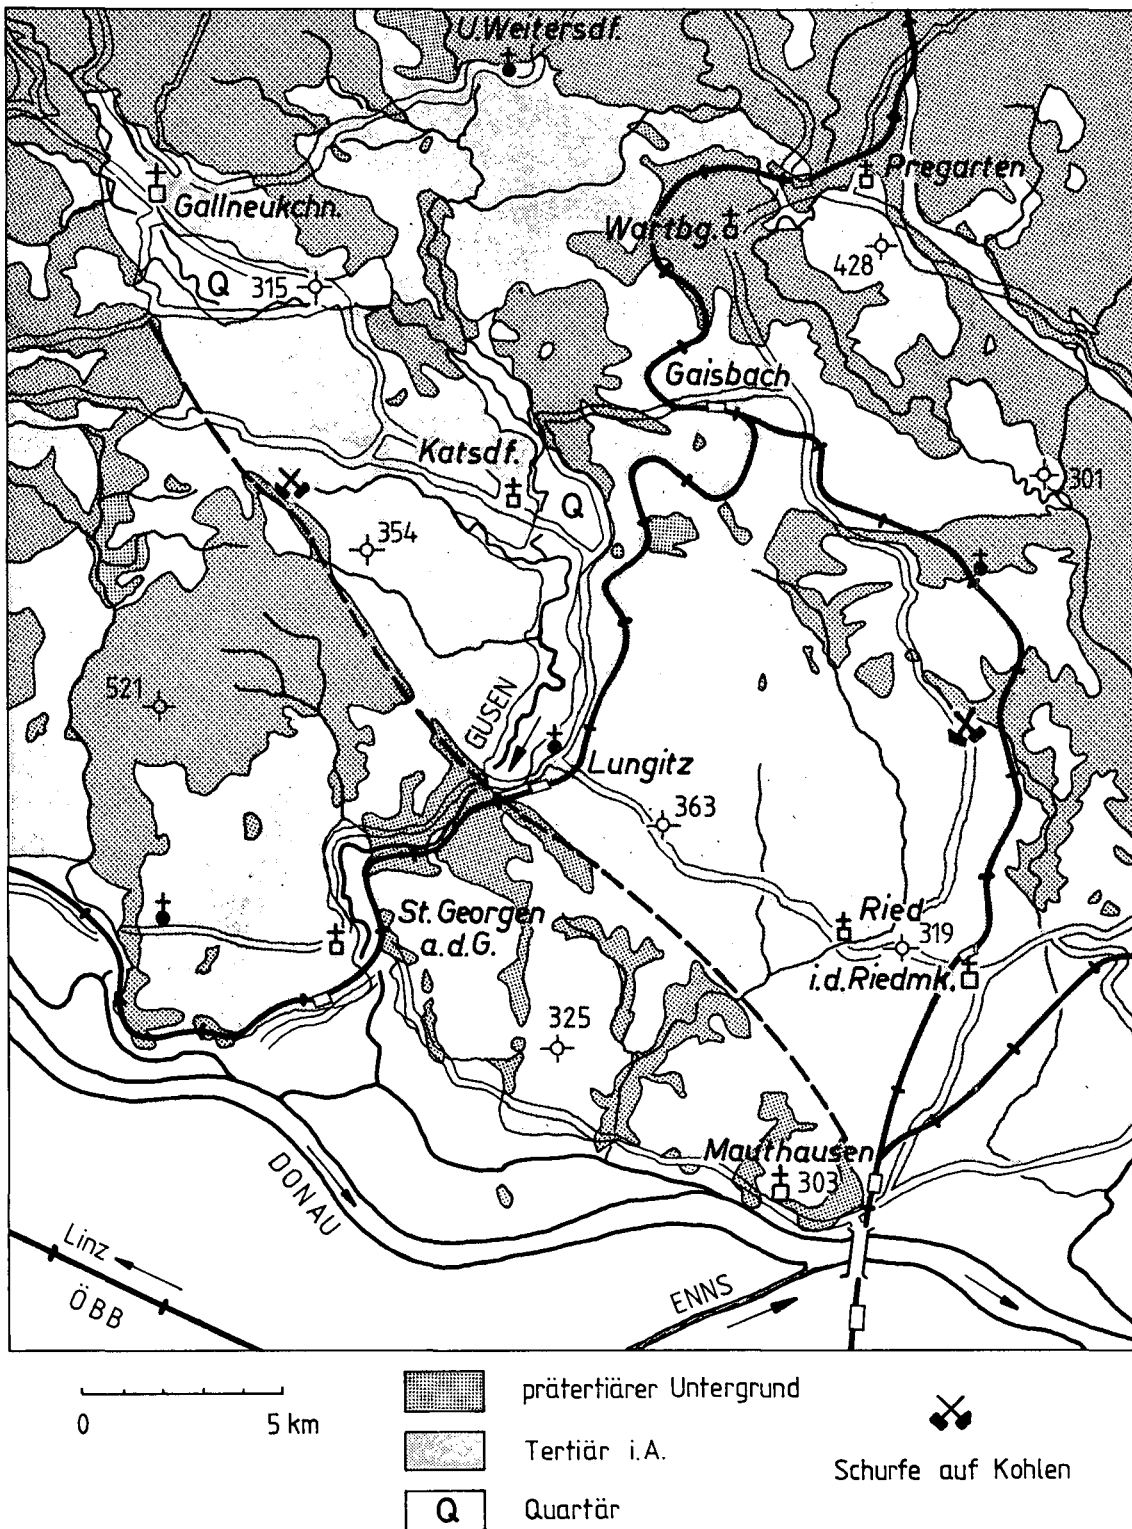 U.Weitersdf.
Pregarten
Gallneukchn.
Wartbg.
428
Q 315
Gaisbach
Katsdf.
301
Q
354
521
GUSEN
Lungitz
363
St. Georgen
a.d.G.
Ried
319
i.d. Riedmk.
325
Mauthausen
303
DONAU
Linz
ÖBB
ENNS
0 5 km
prätertiärer Untergrund
Tertiär i.A.
Q Quartär
Schurfe auf Kohlen